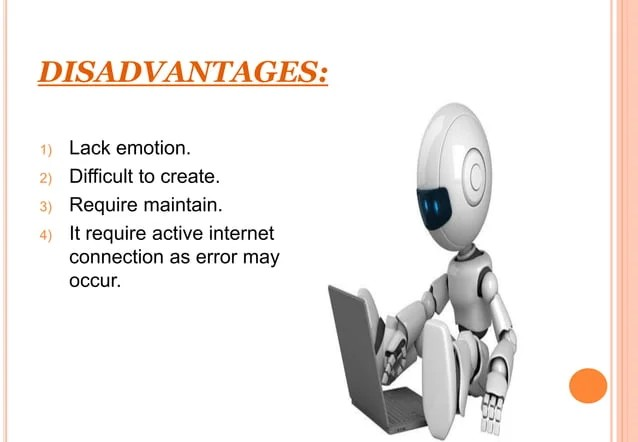 DISADVANTAGES:
1) Lack emotion.
2) Difficult to create.
3) Require maintain.
4) It require active internet
connection as error may
occur.